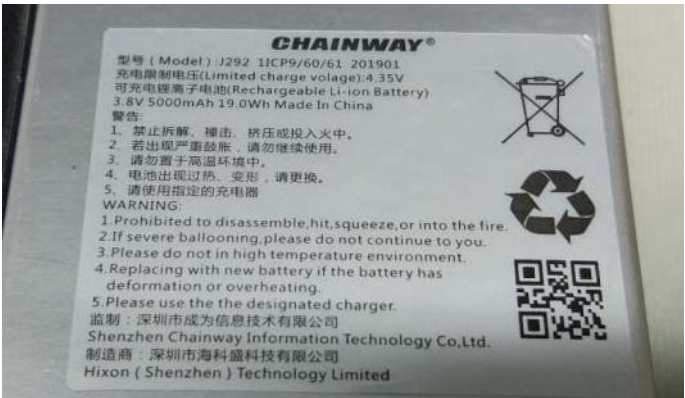 CHAINWAY®
型号 ( Model ) :J292 1ICP9/60/61 201901
充电限制电压(Limited charge volage):4.35V
可充电锂离子电池(Rechargeable Li-ion Battery)
3.8V 5000mAh 19.0Wh Made In China
警告:
1、禁止拆解、撞击、挤压或投入火中。
2、若出现严重鼓胀，请勿继续使用。
3、请勿置于高温环境中。
4、电池出现过热、变形，请更换。
5、请使用指定的充电器
WARNING:
1.Prohibited to disassemble,hit,squeeze,or into the fire.
2.If severe ballooning,please do not continue to you.
3.Please do not in high temperature environment.
4.Replacing with new battery if the battery has
deformation or overheating.
5.Please use the the designated charger.
监制：深圳市成为信息技术有限公司
Shenzhen Chainway Information Technology Co,Ltd.
制造商：深圳市海科盛科技有限公司
Hixon ( Shenzhen ) Technology Limited